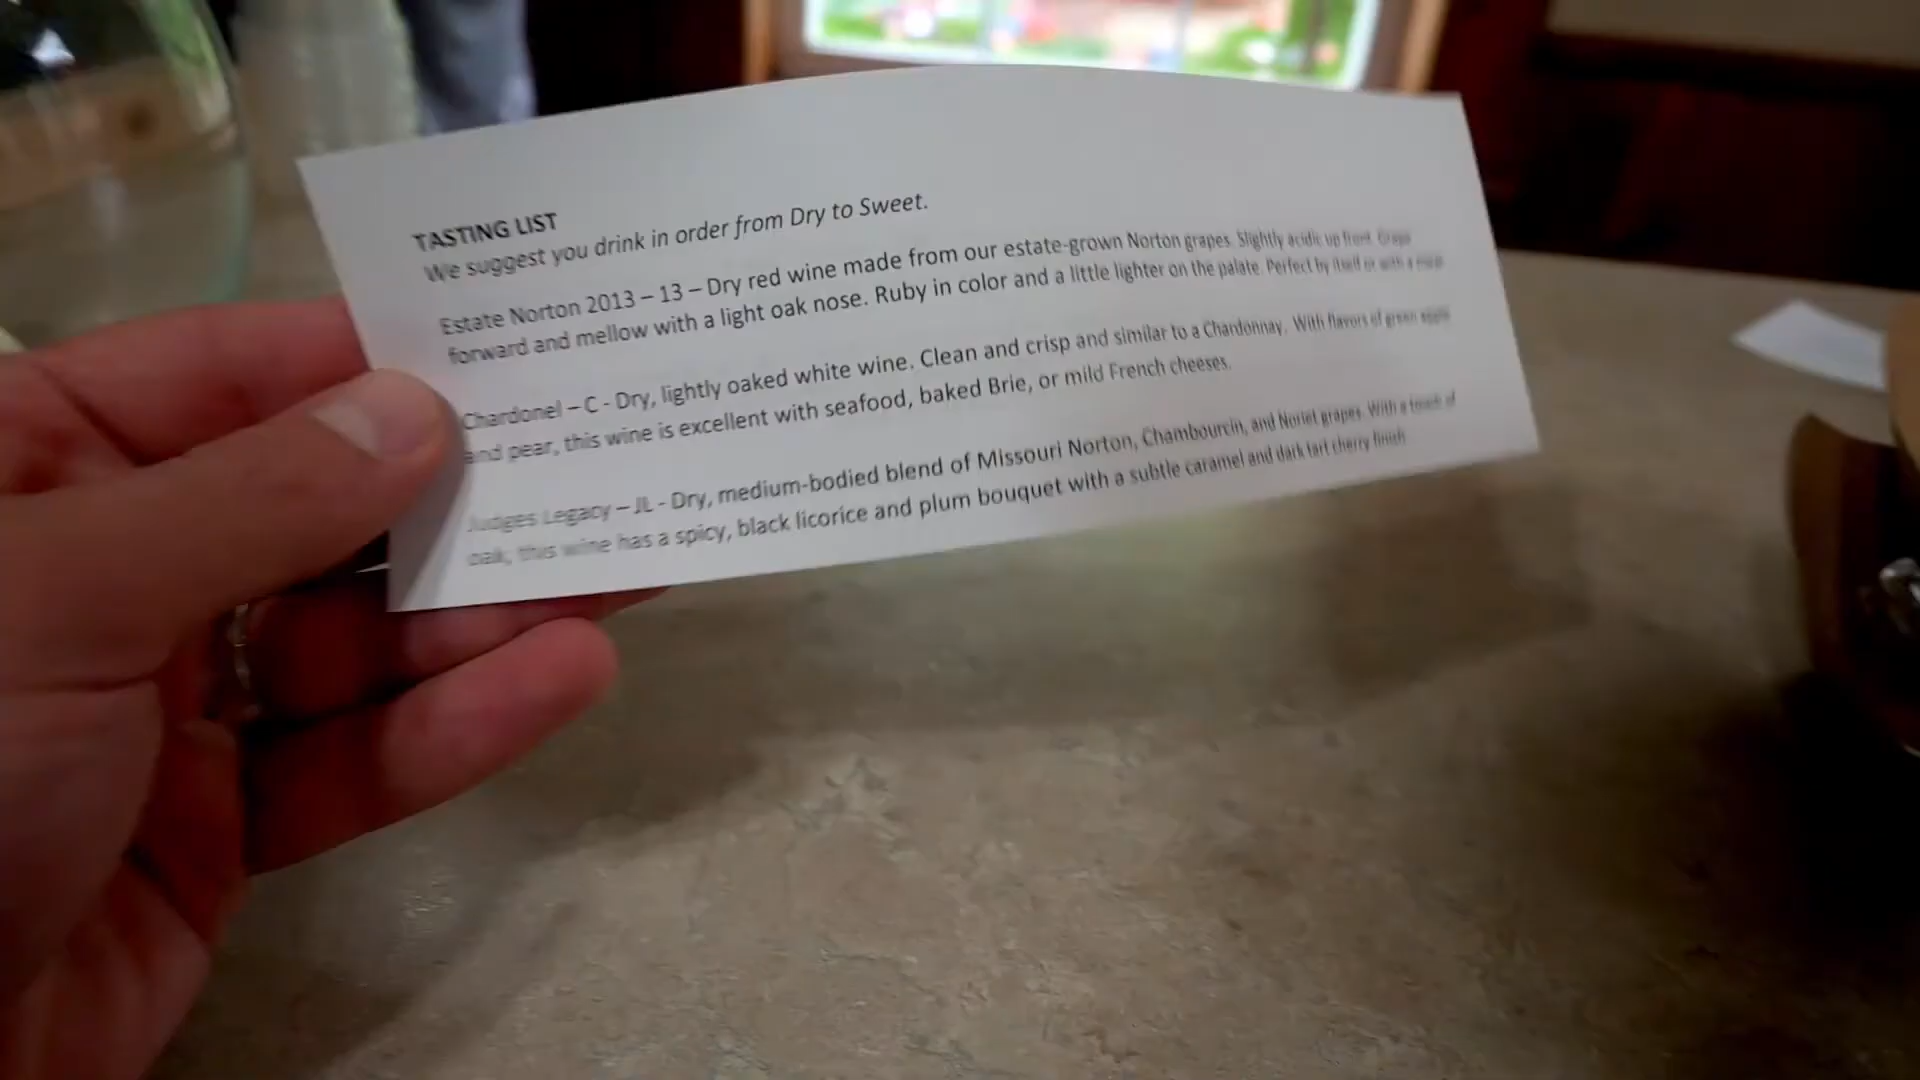 TASTING LIST
We suggest you drink in order from Dry to Sweet.
Estate Norton 2013 – 13 – Dry red wine made from our estate-grown Norton grapes. Slightly acidic up front. Grape
forward and mellow with a light oak nose. Ruby in color and a little lighter on the palate. Perfect by itself or with a
Chardonel – C - Dry, lightly oaked white wine. Clean and crisp and similar to a Chardonnay. With flavors of green apple
and pear, this wine is excellent with seafood, baked Brie, or mild French cheeses.
Judges Legacy – JL - Dry, medium-bodied blend of Missouri Norton, Chambourcin, and Noriet grapes. With a touch of
oak, this wine has a spicy, black licorice and plum bouquet with a subtle caramel and dark tart cherry finish.